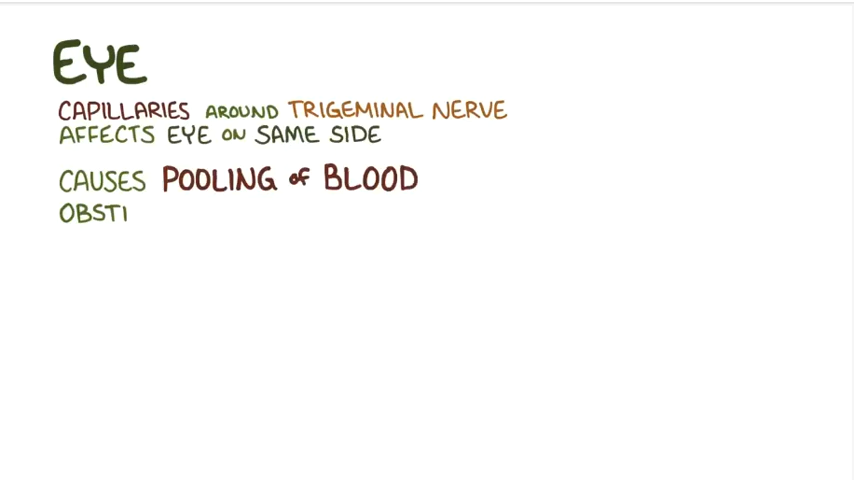 EYE
CAPILLARIES AROUND TRIGEMINAL NERVE
AFFECTS EYE ON SAME SIDE
CAUSES POOLING of BLOOD
OBSTI